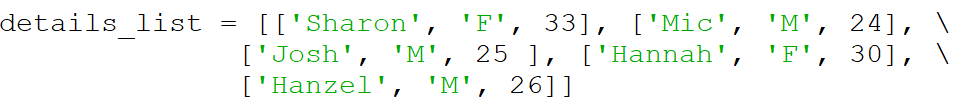 details_list = [['Sharon', 'F', 33], ['Mic', 'M', 24], \
['Josh', 'M', 25 ], ['Hannah', 'F', 30], \
['Hanzel', 'M', 26]]